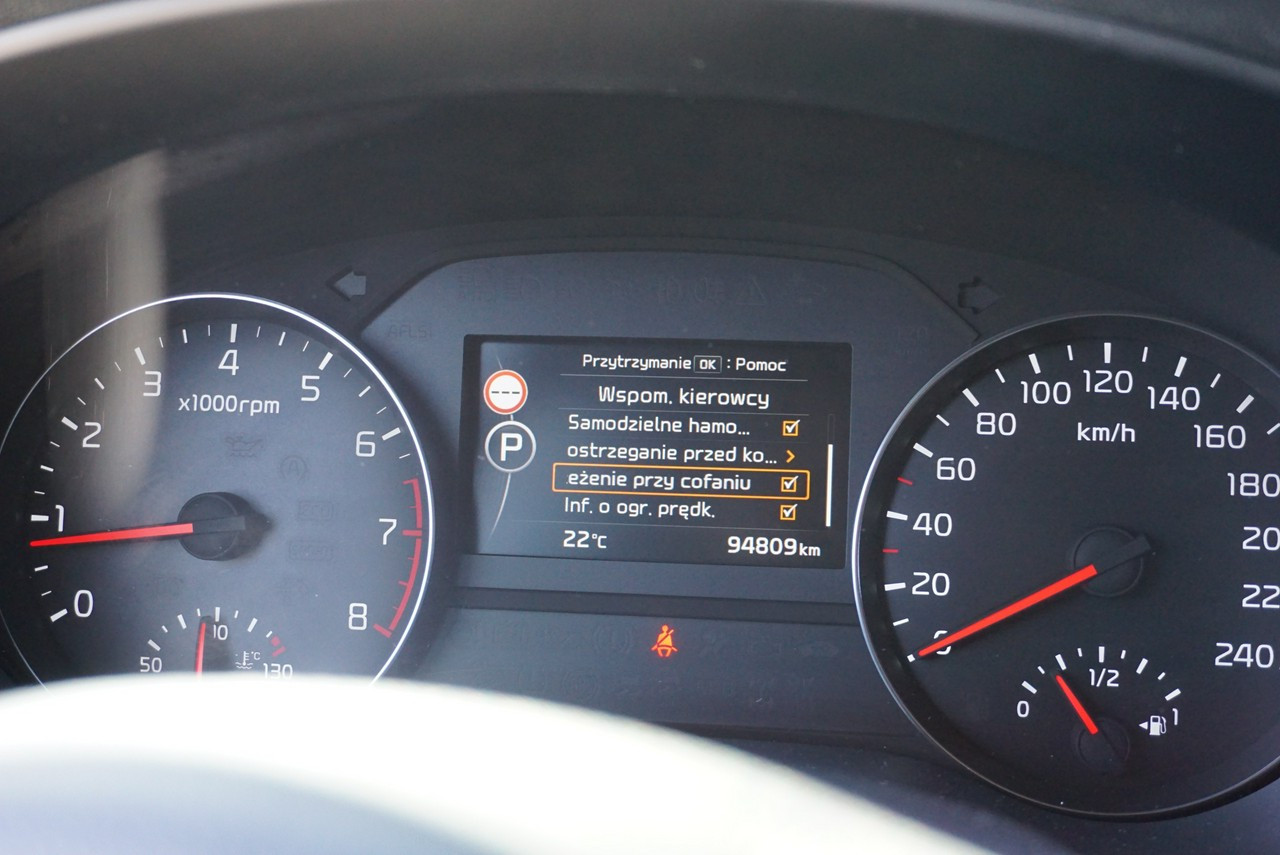 Przytrzymanie OK : Pomoc
Wspom. kierowcy
Samodzielne hamo...
ostrzeganie przed ko...
eżenie przy cofaniu
Inf. o ogr. prędk.
22°C
94809km
---
P
0
1
2
3
4
5
6
7
8
x1000rpm
50
130
°C
20
40
60
80
100
120
140
160
180
240
km/h
0
1/2
1